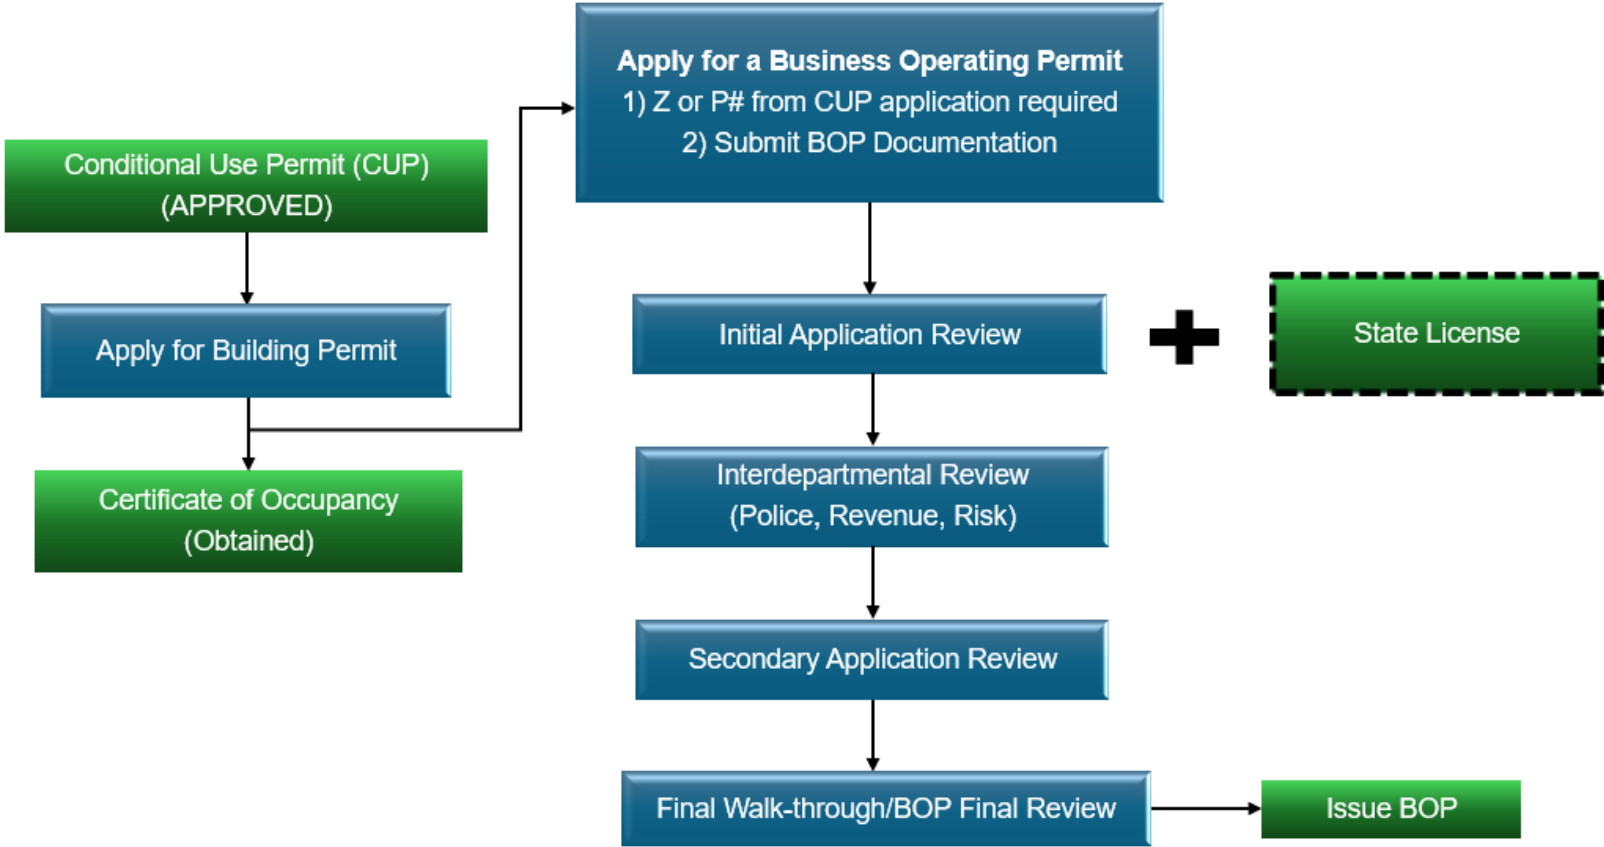 Conditional Use Permit (CUP)
(APPROVED)
Apply for Building Permit
Certificate of Occupancy
(Obtained)
Apply for a Business Operating Permit
1) Z or P# from CUP application required
2) Submit BOP Documentation
Initial Application Review
State License
Interdepartmental Review
(Police, Revenue, Risk)
Secondary Application Review
Final Walk-through/BOP Final Review
Issue BOP